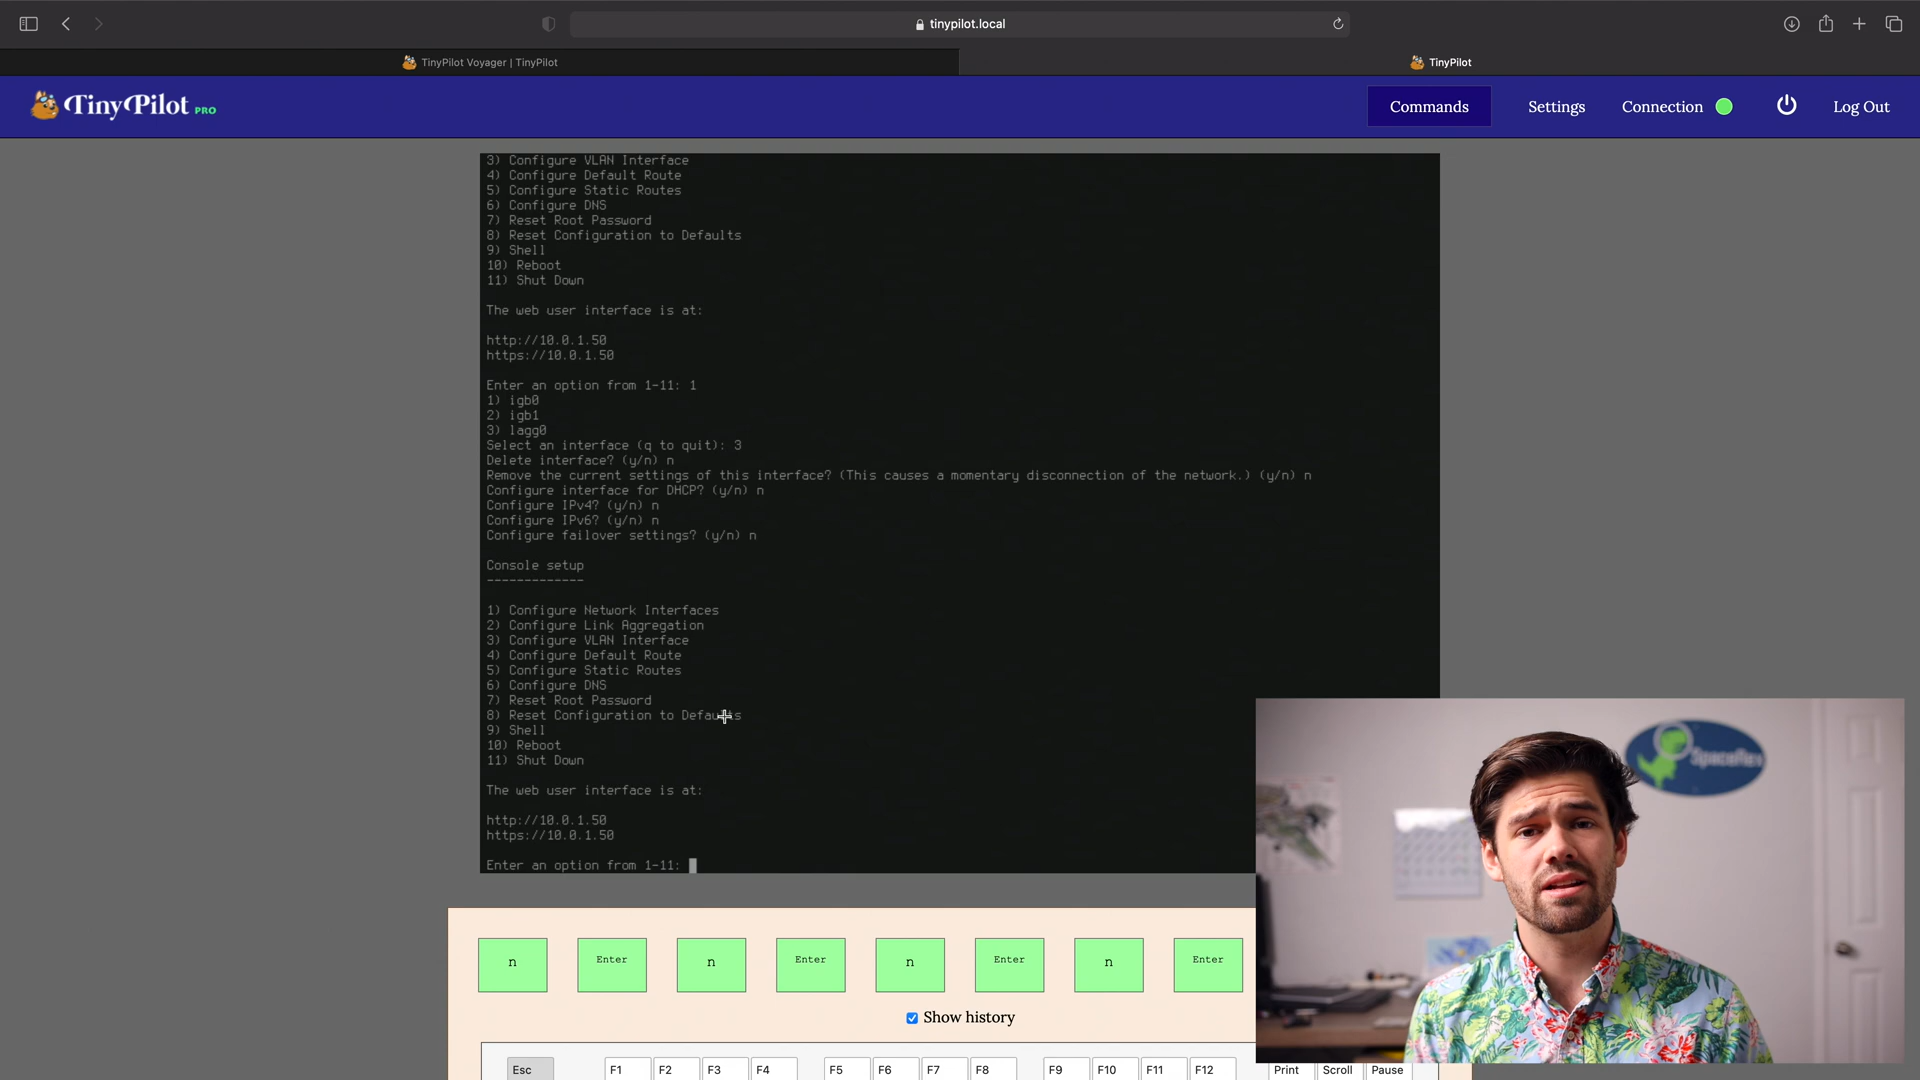 tinypilot.local
TinyPilot Voyager | TinyPilot
TinyPilot
TinyPilot PRO
Commands
Settings
Connection
Log Out
3) Configure VLAN Interface
4) Configure Default Route
5) Configure Static Routes
6) Configure DNS
7) Reset Root Password
8) Reset Configuration to Defaults
9) Shell
10) Reboot
11) Shut Down
The web user interface is at:
http://10.0.1.50
https://10.0.1.50
Enter an option from 1-11: 1
1) igb0
2) igb1
3) lagg0
Select an interface (q to quit): 3
Delete interface? (y/n) n
Remove the current settings of this interface? (This causes a momentary disconnection of the network.) (y/n) n
Configure interface for DHCP? (y/n) n
Configure IPv4? (y/n) n
Configure IPv6? (y/n) n
Configure failover settings? (y/n) n
Console setup
-------------
1) Configure Network Interfaces
2) Configure Link Aggregation
3) Configure VLAN Interface
4) Configure Default Route
5) Configure Static Routes
6) Configure DNS
7) Reset Root Password
8) Reset Configuration to Defaults
9) Shell
10) Reboot
11) Shut Down
The web user interface is at:
http://10.0.1.50
https://10.0.1.50
Enter an option from 1-11:
SpaceRex
n Enter n Enter n Enter n Enter
Show history
Esc F1 F2 F3 F4 F5 F6 F7 F8 F9 F10 F11 F12 Print Scroll Pause